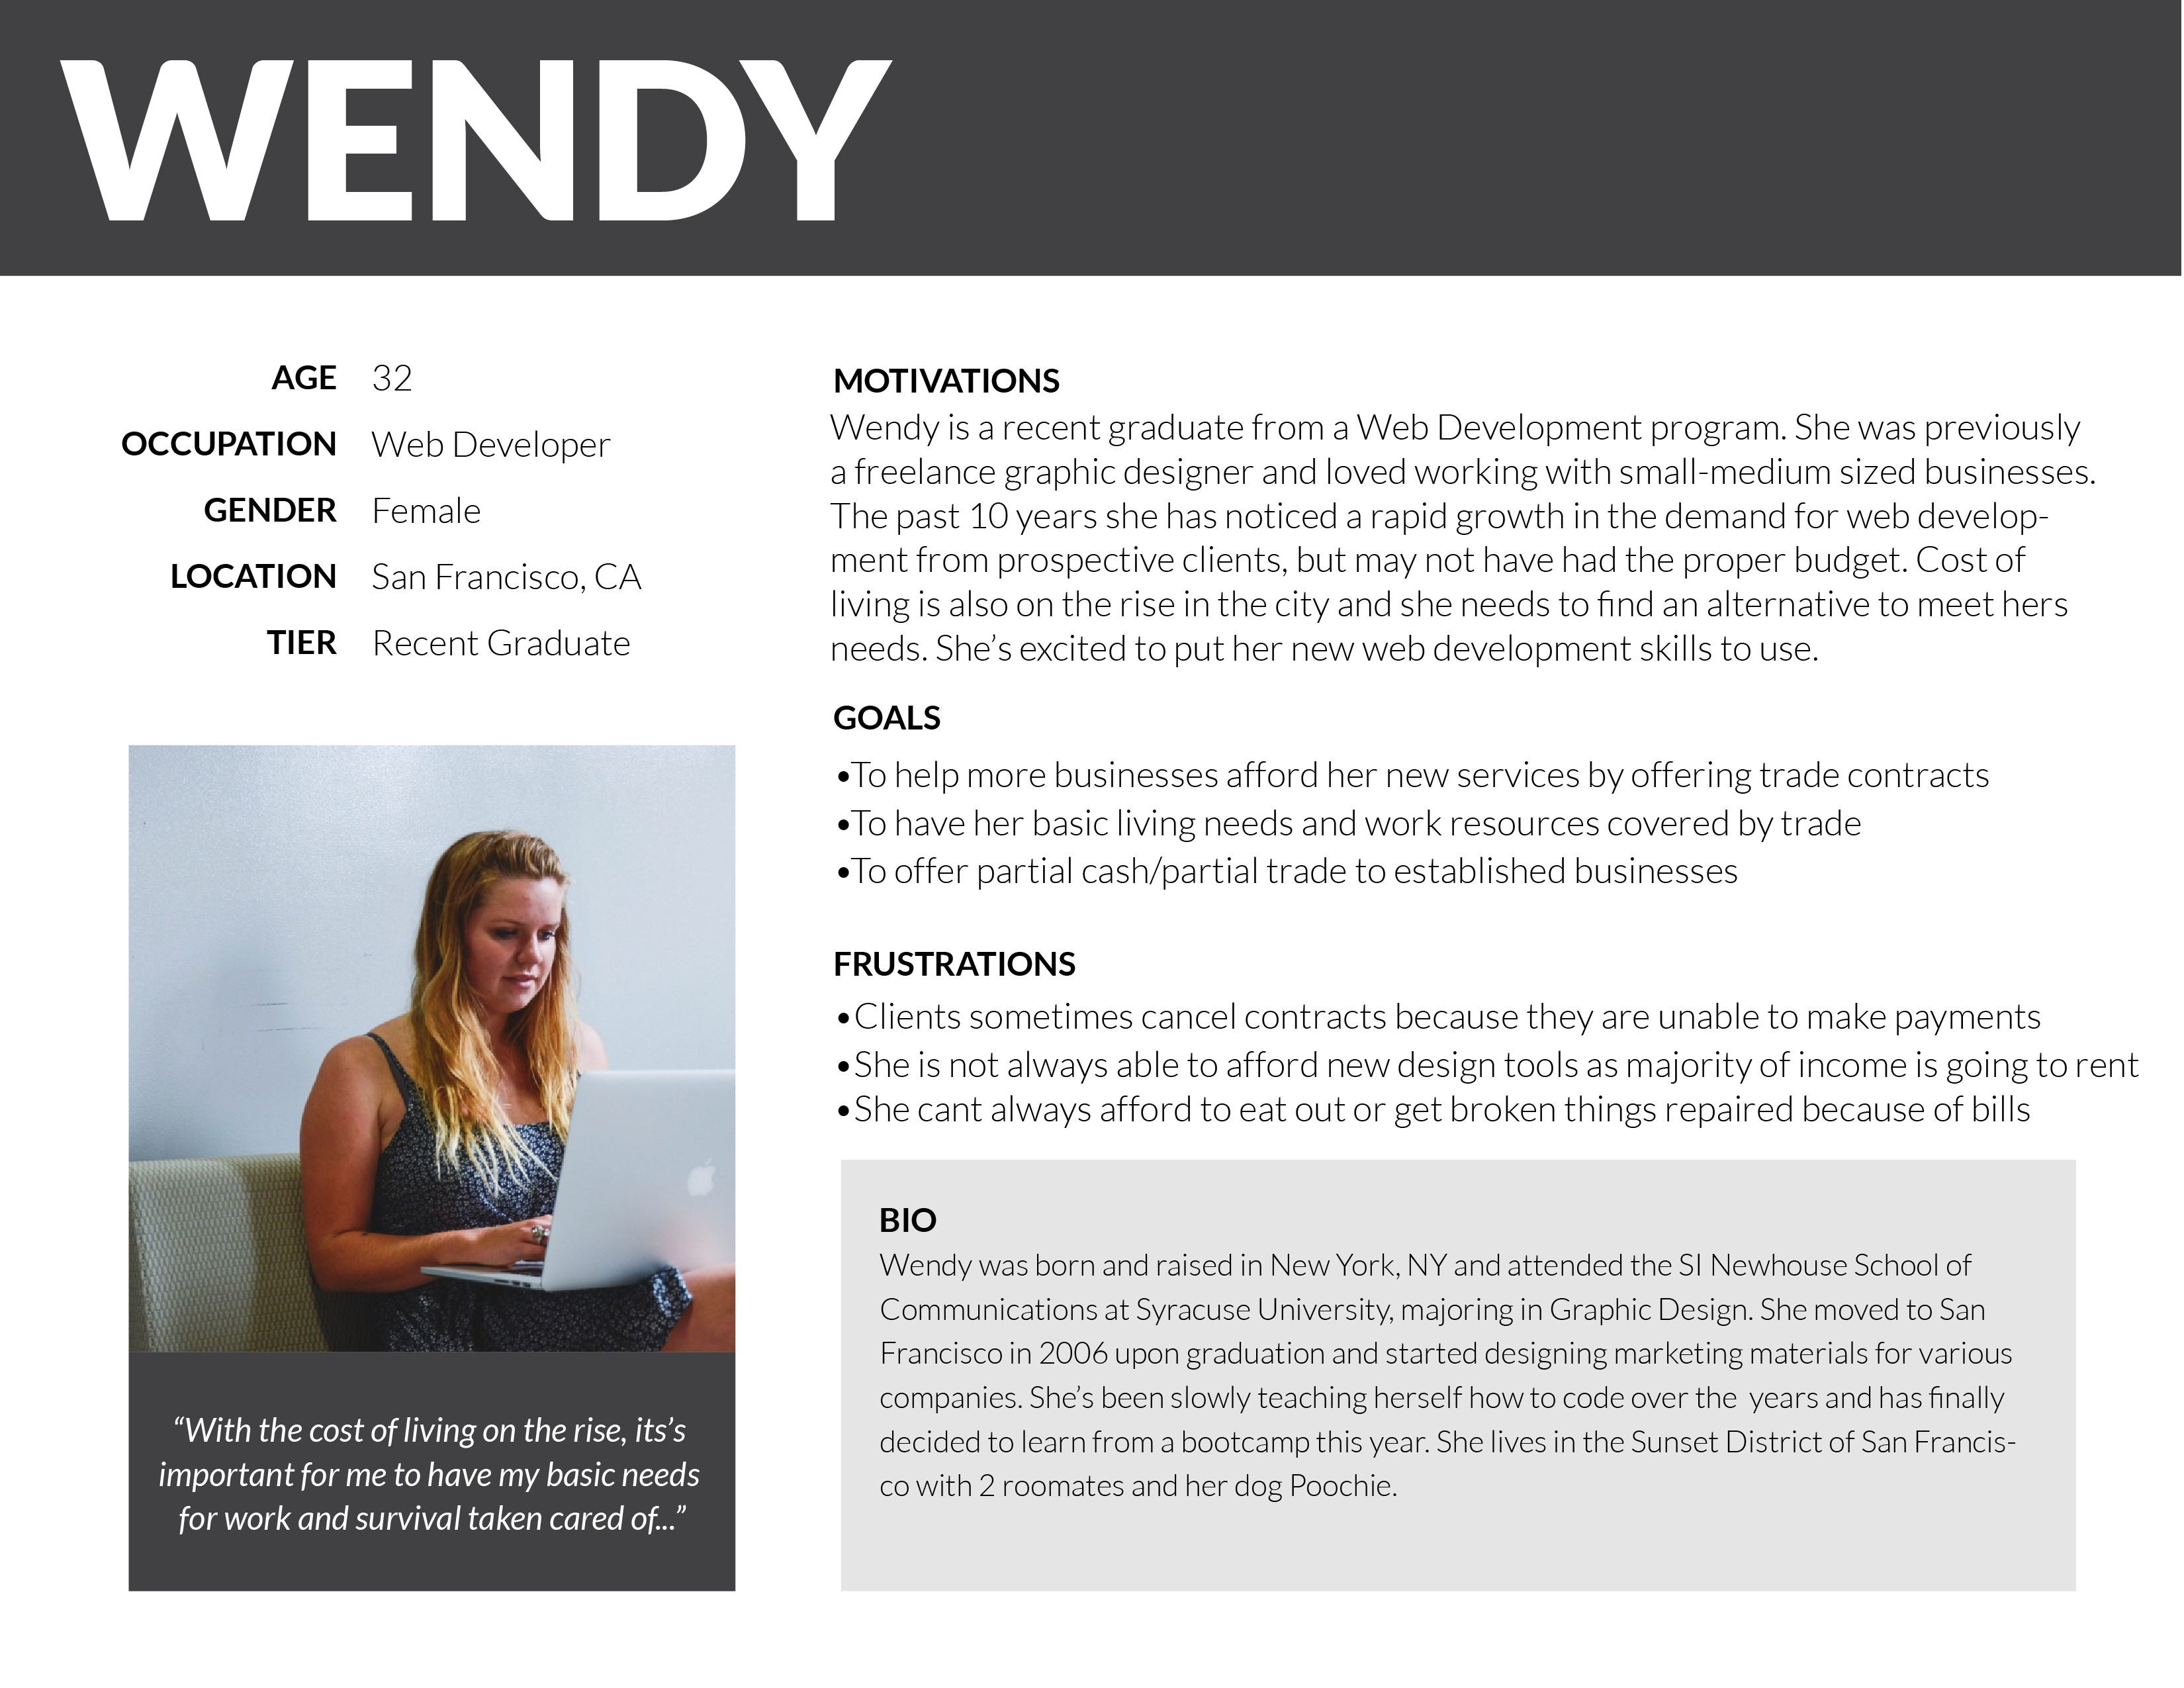 WENDY
AGE 32
OCCUPATION Web Developer
GENDER Female
LOCATION San Francisco, CA
TIER Recent Graduate
“With the cost of living on the rise, its’s
important for me to have my basic needs
for work and survival taken cared of...”
MOTIVATIONS
Wendy is a recent graduate from a Web Development program. She was previously
a freelance graphic designer and loved working with small-medium sized businesses.
The past 10 years she has noticed a rapid growth in the demand for web develop-
ment from prospective clients, but may not have had the proper budget. Cost of
living is also on the rise in the city and she needs to find an alternative to meet hers
needs. She’s excited to put her new web development skills to use.
GOALS
•To help more businesses afford her new services by offering trade contracts
•To have her basic living needs and work resources covered by trade
•To offer partial cash/partial trade to established businesses
FRUSTRATIONS
•Clients sometimes cancel contracts because they are unable to make payments
•She is not always able to afford new design tools as majority of income is going to rent
•She cant always afford to eat out or get broken things repaired because of bills
BIO
Wendy was born and raised in New York, NY and attended the SI Newhouse School of
Communications at Syracuse University, majoring in Graphic Design. She moved to San
Francisco in 2006 upon graduation and started designing marketing materials for various
companies. She’s been slowly teaching herself how to code over the  years and has finally
decided to learn from a bootcamp this year. She lives in the Sunset District of San Francis-
co with 2 roomates and her dog Poochie.